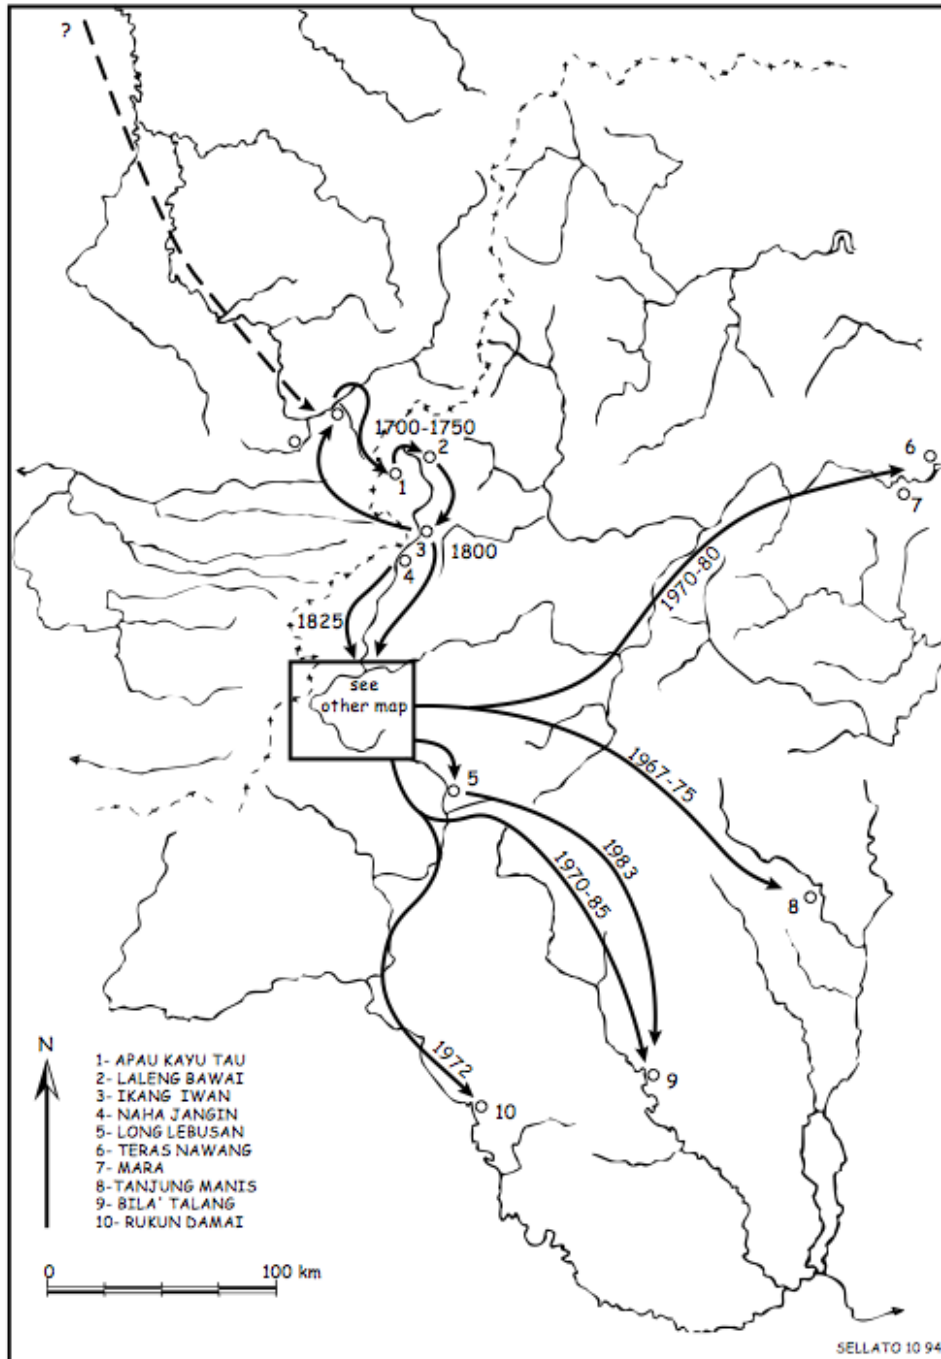 ?
1700-1750
2
1
6
7
3
1800
4
1970-80
1825
see
other map
5
1967-75
1983
1970-85
8
1972
9
10
N
1- APAU KAYU TAU
2- LALENG BAWAI
3- IKANG IWAN
4- NAHA JANGIN
5- LONG LEBUSAN
6- TERAS NAWANG
7- MARA
8-TANJUNG MANIS
9- BILA' TALANG
10- RUKUN DAMAI
0 100 km
SELLATO 10 94